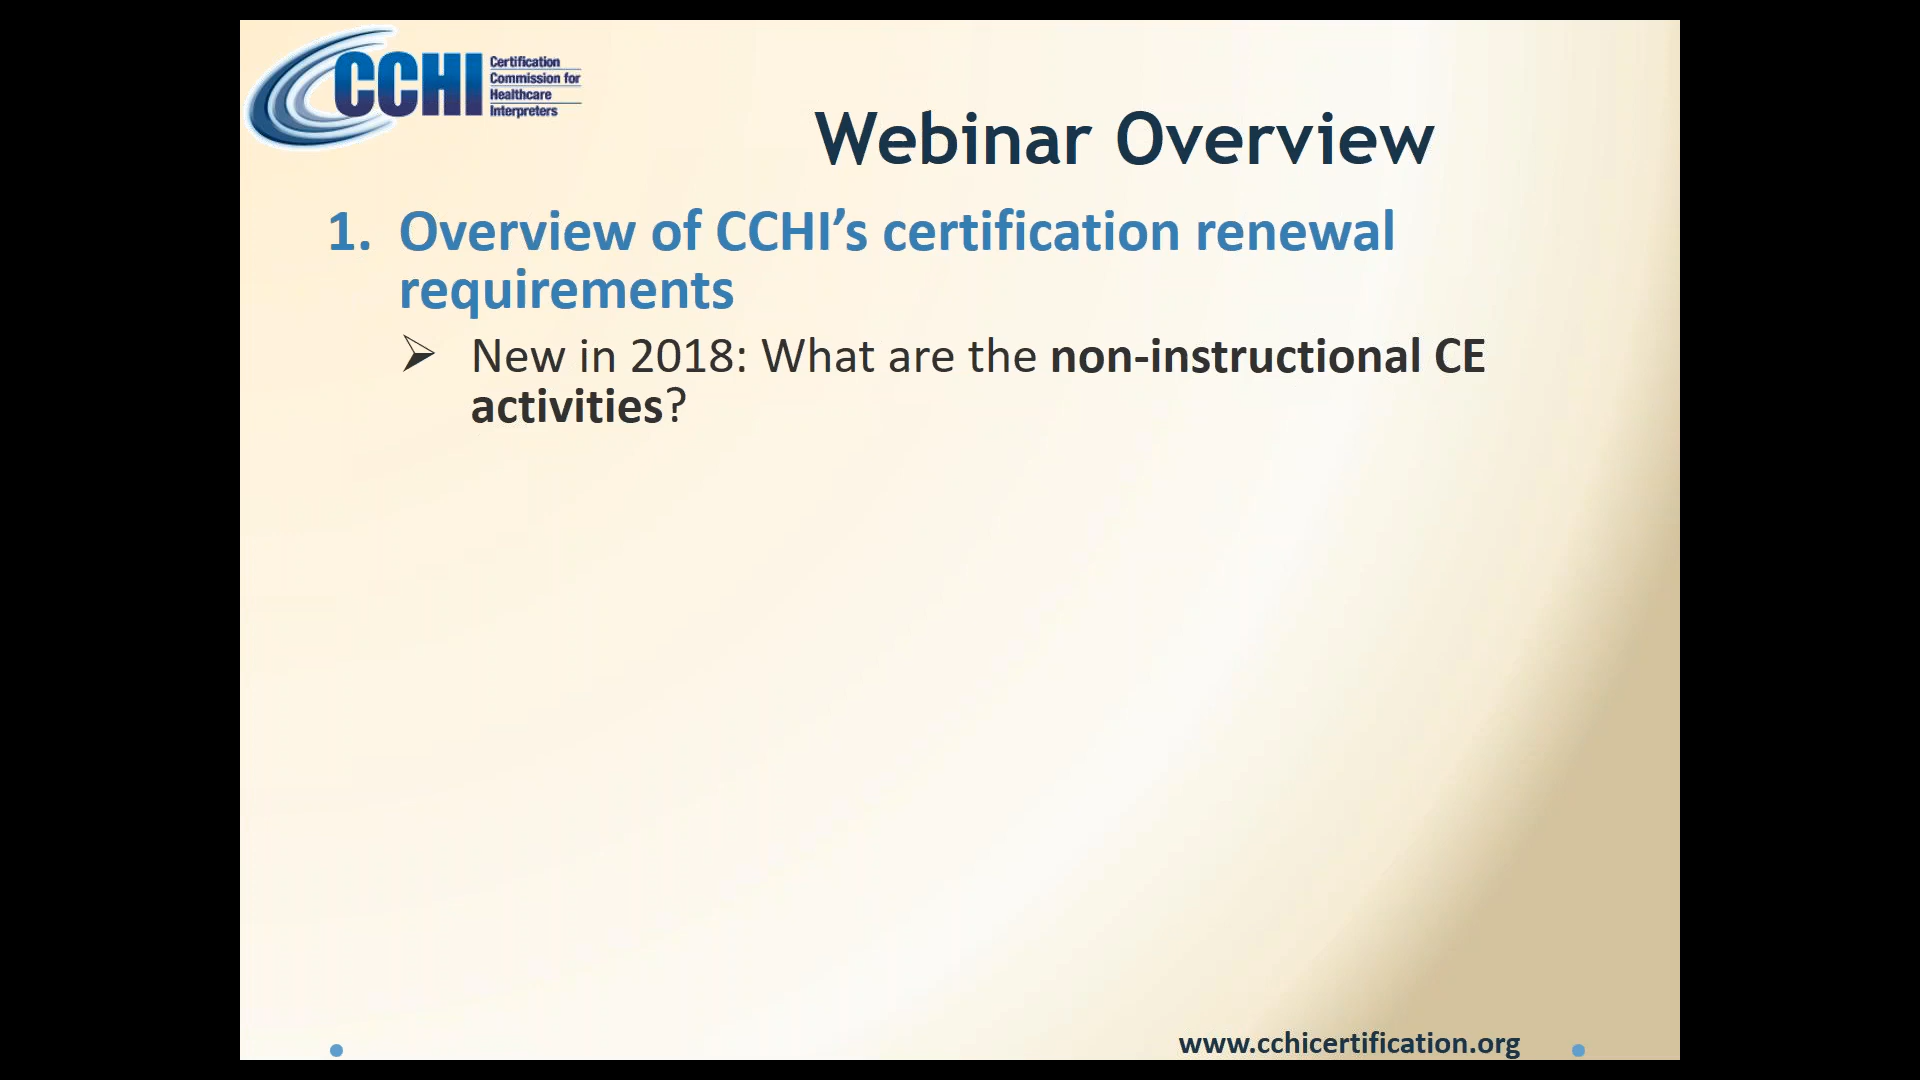 CCHI
Certification
Commission for
Healthcare
Interpreters
Webinar Overview
1. Overview of CCHI’s certification renewal
requirements
➢ New in 2018: What are the non-instructional CE
activities?
www.cchicertification.org